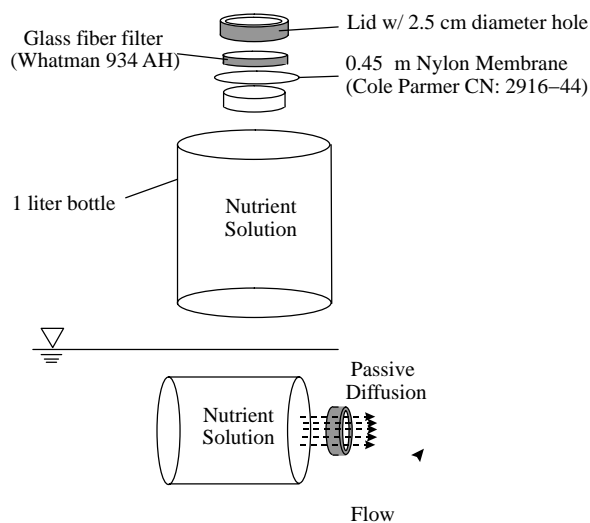 Lid w/ 2.5 cm diameter hole
Glass fiber filter
(Whatman 934 AH)
0.45 m Nylon Membrane
(Cole Parmer CN: 2916−44)
1 liter bottle
Nutrient
Solution
Passive
Diffusion
Nutrient
Solution
Flow